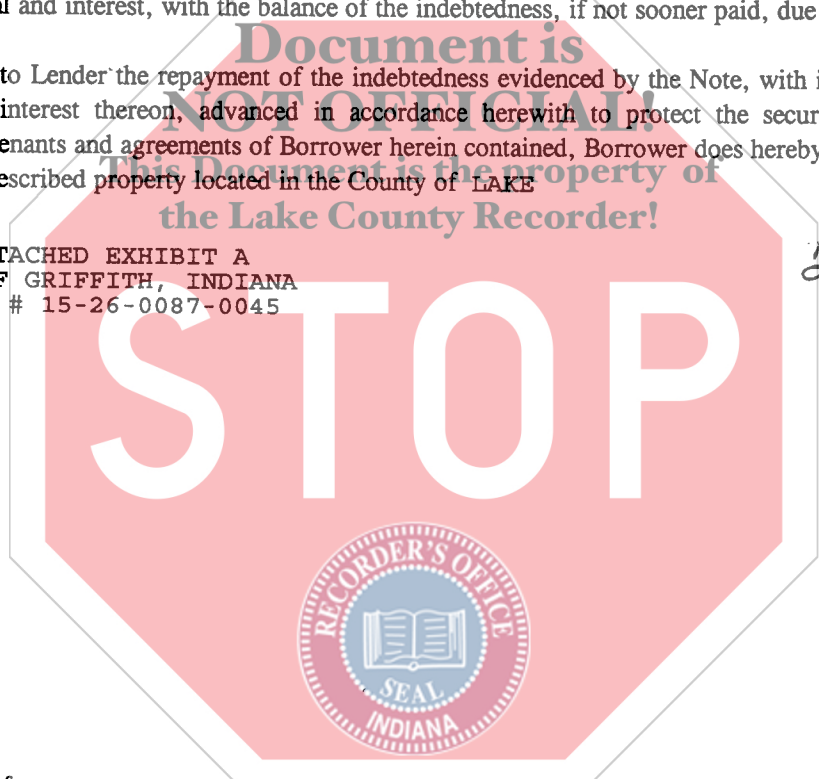 l and interest, with the balance of the indebtedness, if not sooner paid, due
Document is
to Lender the repayment of the indebtedness evidenced by the Note, with i
NOT OFFICIAL!
interest thereon, advanced in accordance herewith to protect the secur
enants and agreements of Borrower herein contained, Borrower does hereby
This Document is the property of
escribed property located in the County of LAKE
the Lake County Recorder!
TACHED EXHIBIT A
F GRIFFITH, INDIANA
# 15-26-0087-0045
STOP
RECORDER'S OFFICE
SEAL
INDIANA